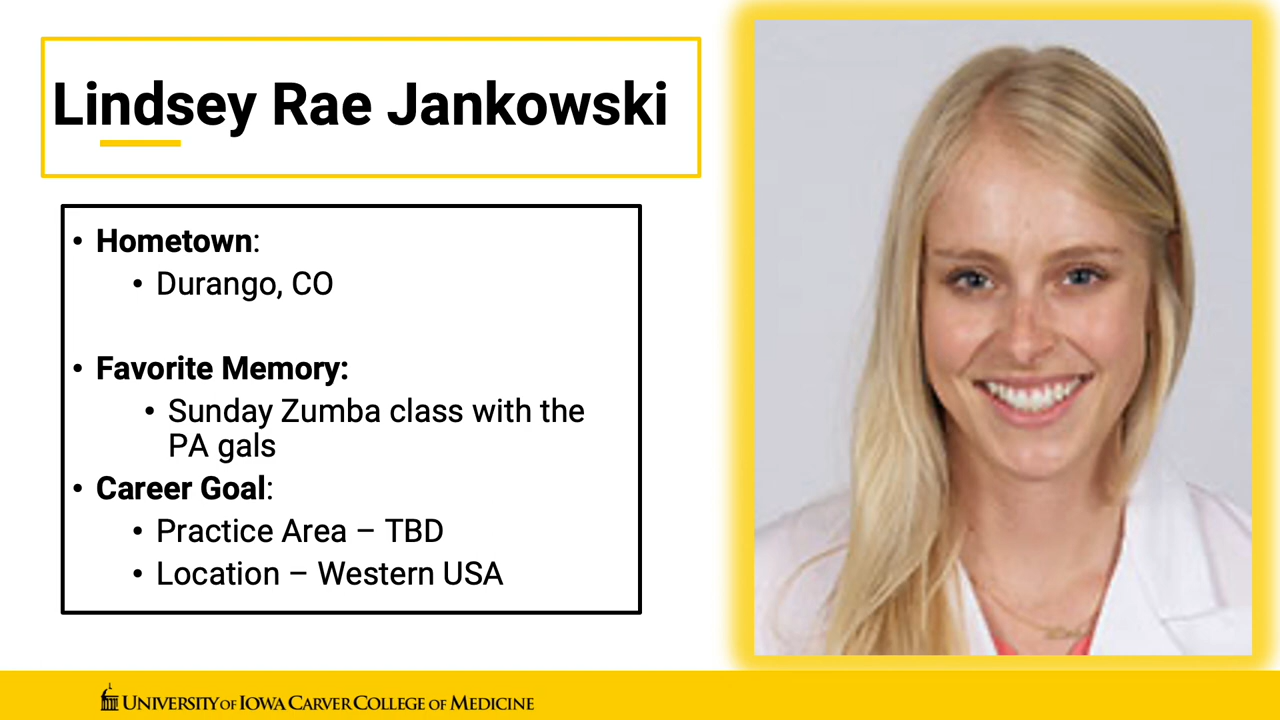 Lindsey Rae Jankowski
• Hometown:
• Durango, CO
• Favorite Memory:
• Sunday Zumba class with the
PA gals
• Career Goal:
• Practice Area – TBD
• Location – Western USA
UNIVERSITY OF IOWA CARVER COLLEGE OF MEDICINE